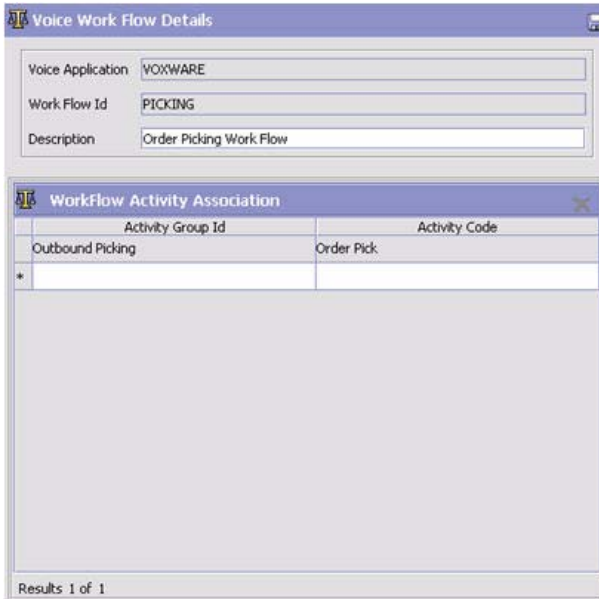 Voice Work Flow Details
Voice Application VOXWARE
Work Flow Id PICKING
Description Order Picking Work Flow
WorkFlow Activity Association
Activity Group Id Activity Code
Outbound Picking Order Pick
*
Results 1 of 1